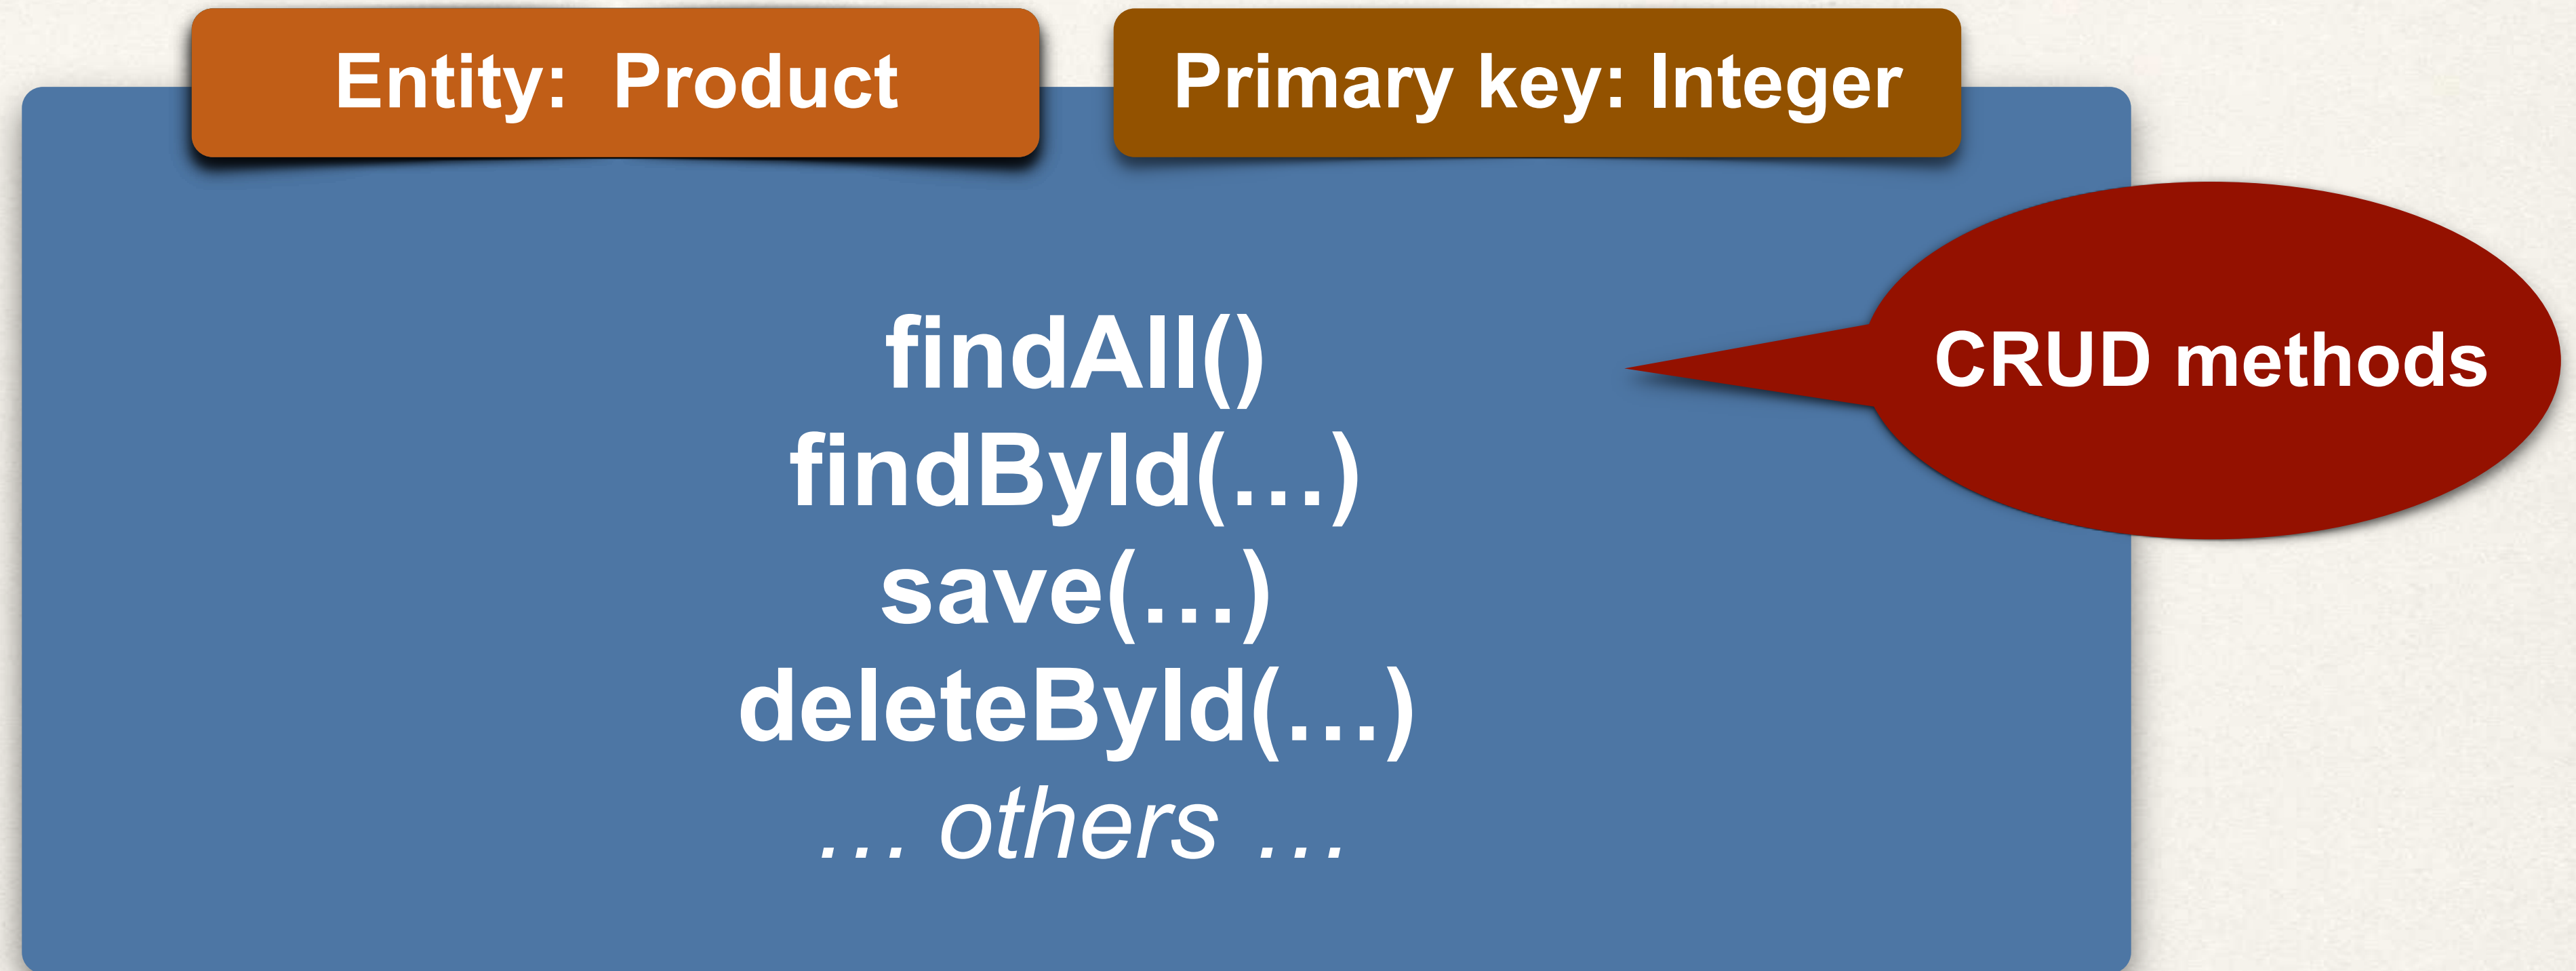 Entity:  Product
Primary key: Integer
findAll()
CRUD methods
findById(…)
save(…)
deleteById(…)
… others …